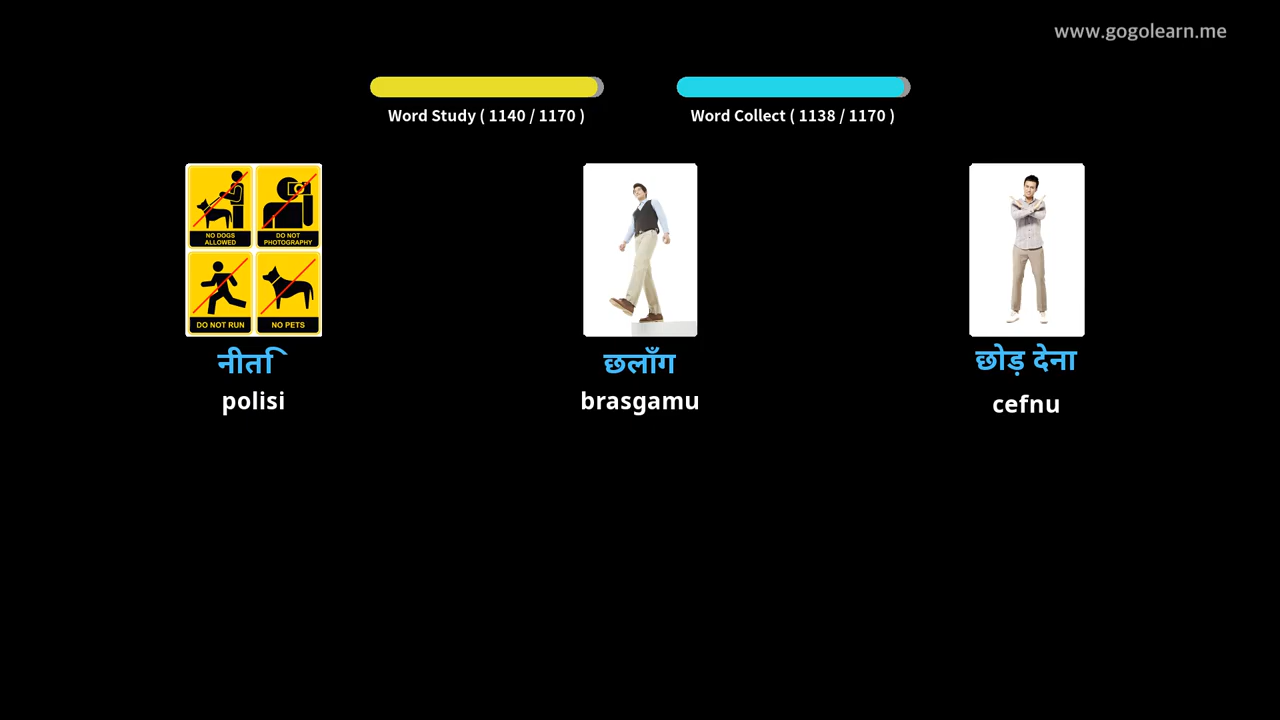 www.gogolearn.me
Word Study ( 1140 / 1170 )
Word Collect ( 1138 / 1170 )
NO DOGS
ALLOWED
DO NOT
PHOTOGRAPHY
DO NOT RUN
NO PETS
नीति
छलाँग
छोड़ देना
polisi
brasgamu
cefnu